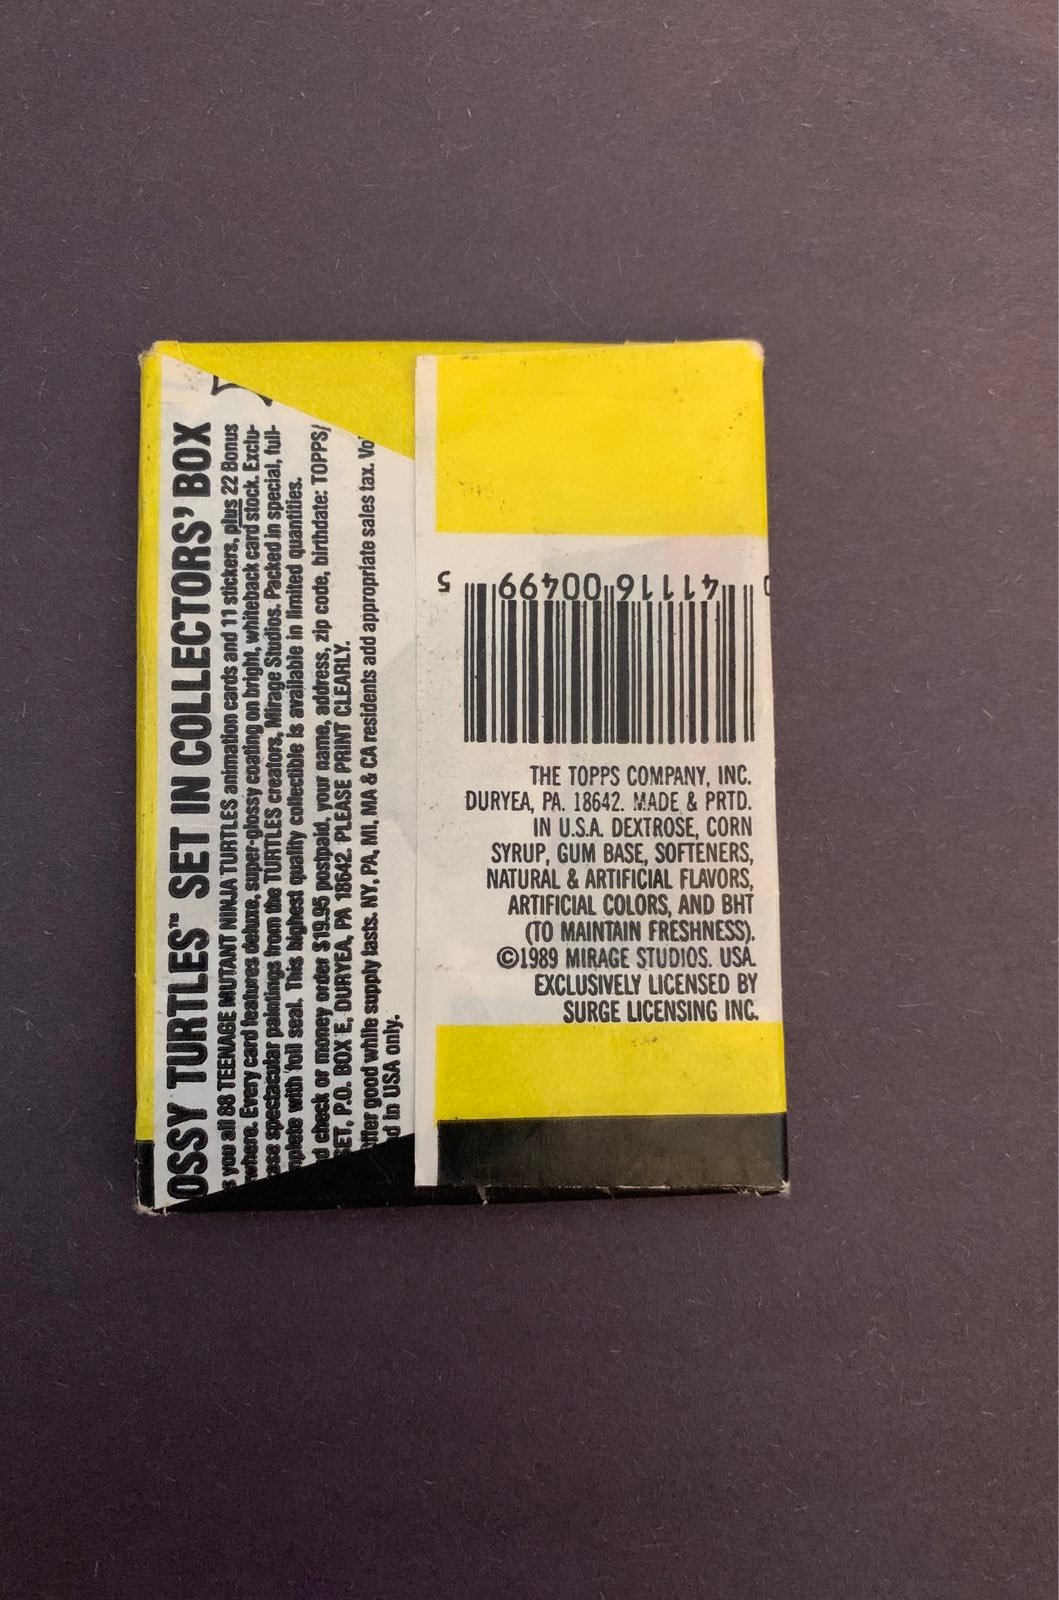 OSSY TURTLES™ SET IN COLLECTORS' BOX
s you all 88 TEENAGE MUTANT NINJA TURTLES animation cards and 11 stickers, plus 22 Bonus
where. Every card features deluxe, super-glossy coating on bright, whiteback card stock. Exclu-
ase spectacular paintings from the TURTLES creators, Mirage Studios. Packed in special, full-
mplete with foil seal. This highest quality collectible is available in limited quantities.
d check or money order $19.95 postpaid, your name, address, zip code, birthdate: TOPPS/
SET, P.O. BOX E, DURYEA, PA 18642. PLEASE PRINT CLEARLY.
ffer good while supply lasts. NY, PA, MI, MA & CA residents add appropriate sales tax. Vo
d in USA only.
0 41116 00499 5
THE TOPPS COMPANY, INC.
DURYEA, PA. 18642. MADE & PRTD.
IN U.S.A. DEXTROSE, CORN
SYRUP, GUM BASE, SOFTENERS,
NATURAL & ARTIFICIAL FLAVORS,
ARTIFICIAL COLORS, AND BHT
(TO MAINTAIN FRESHNESS).
©1989 MIRAGE STUDIOS. USA.
EXCLUSIVELY LICENSED BY
SURGE LICENSING INC.